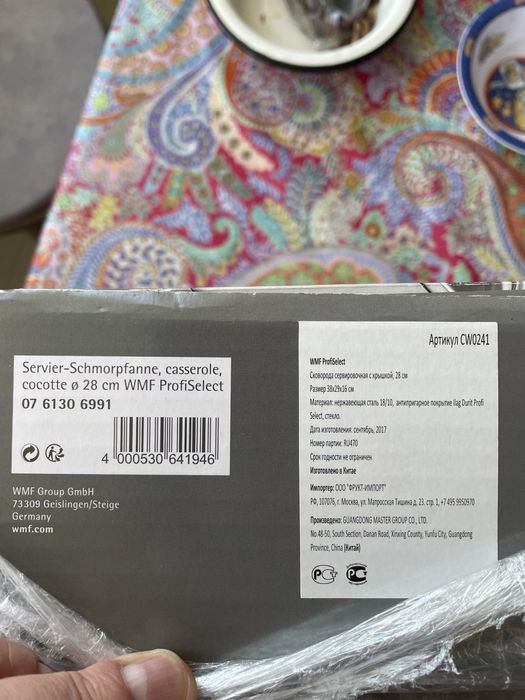 Servier-Schmorpfanne, casserole,
cocotte ø 28 cm WMF ProfiSelect
07 6130 6991
4 000530 641946
WMF Group GmbH
73309 Geislingen/Steige
Germany
wmf.com
Артикул CW0241
WMF ProfiSelect
Сковорода сервировочная с крышкой, 28 см
Размер 38x29x16 см
Материал: нержавеющая сталь 18/10, антипригарное покрытие Ilag Durit Profi
Select, стекло.
Дата изготовления: сентябрь, 2017
Номер партии: RU470
Срок годности не ограничен
Изготовлено в Китае
Импортер: ООО "ФРУКТ-ИМПОРТ"
РФ, 107076, г. Москва, ул. Матросская Тишина д. 23. стр. 1, +7 495 9950970
Произведено: GUANGDONG MASTER GROUP CO., LTD.
No.48-50, South Section, Danan Road, Xinxing County, Yunfu City, Guangdong
Province, China (Китай)